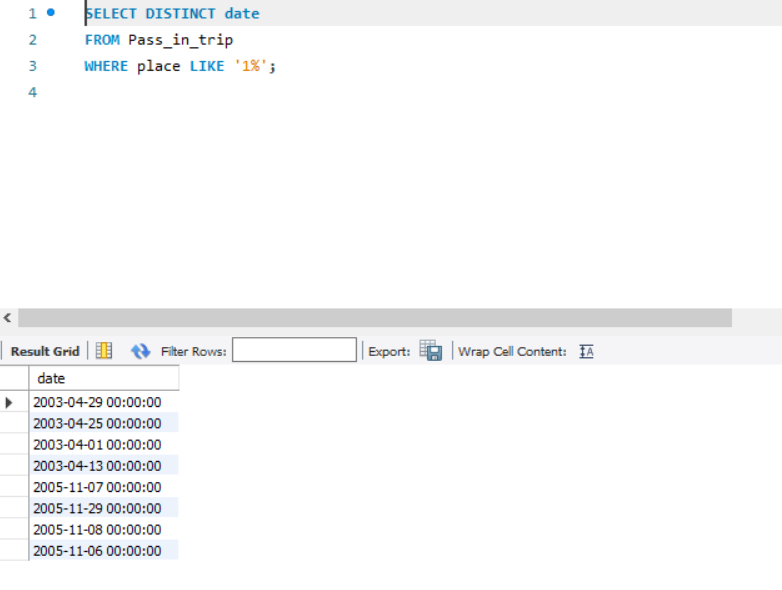 1 SELECT DISTINCT date
2 FROM Pass_in_trip
3 WHERE place LIKE '1%';
4
Result Grid Filter Rows: Export: Wrap Cell Content: IA
date
2003-04-29 00:00:00
2003-04-25 00:00:00
2003-04-01 00:00:00
2003-04-13 00:00:00
2005-11-07 00:00:00
2005-11-29 00:00:00
2005-11-08 00:00:00
2005-11-06 00:00:00